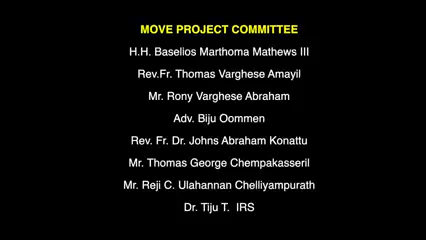 MOVE PROJECT COMMITTEE
H.H. Baselios Marthoma Mathews III
Rev.Fr. Thomas Varghese Amayil
Mr. Rony Varghese Abraham
Adv. Biju Oommen
Rev. Fr. Dr. Johns Abraham Konattu
Mr. Thomas George Chempakasseril
Mr. Reji C. Ulahannan Chelliyampurath
Dr. Tiju T.  IRS